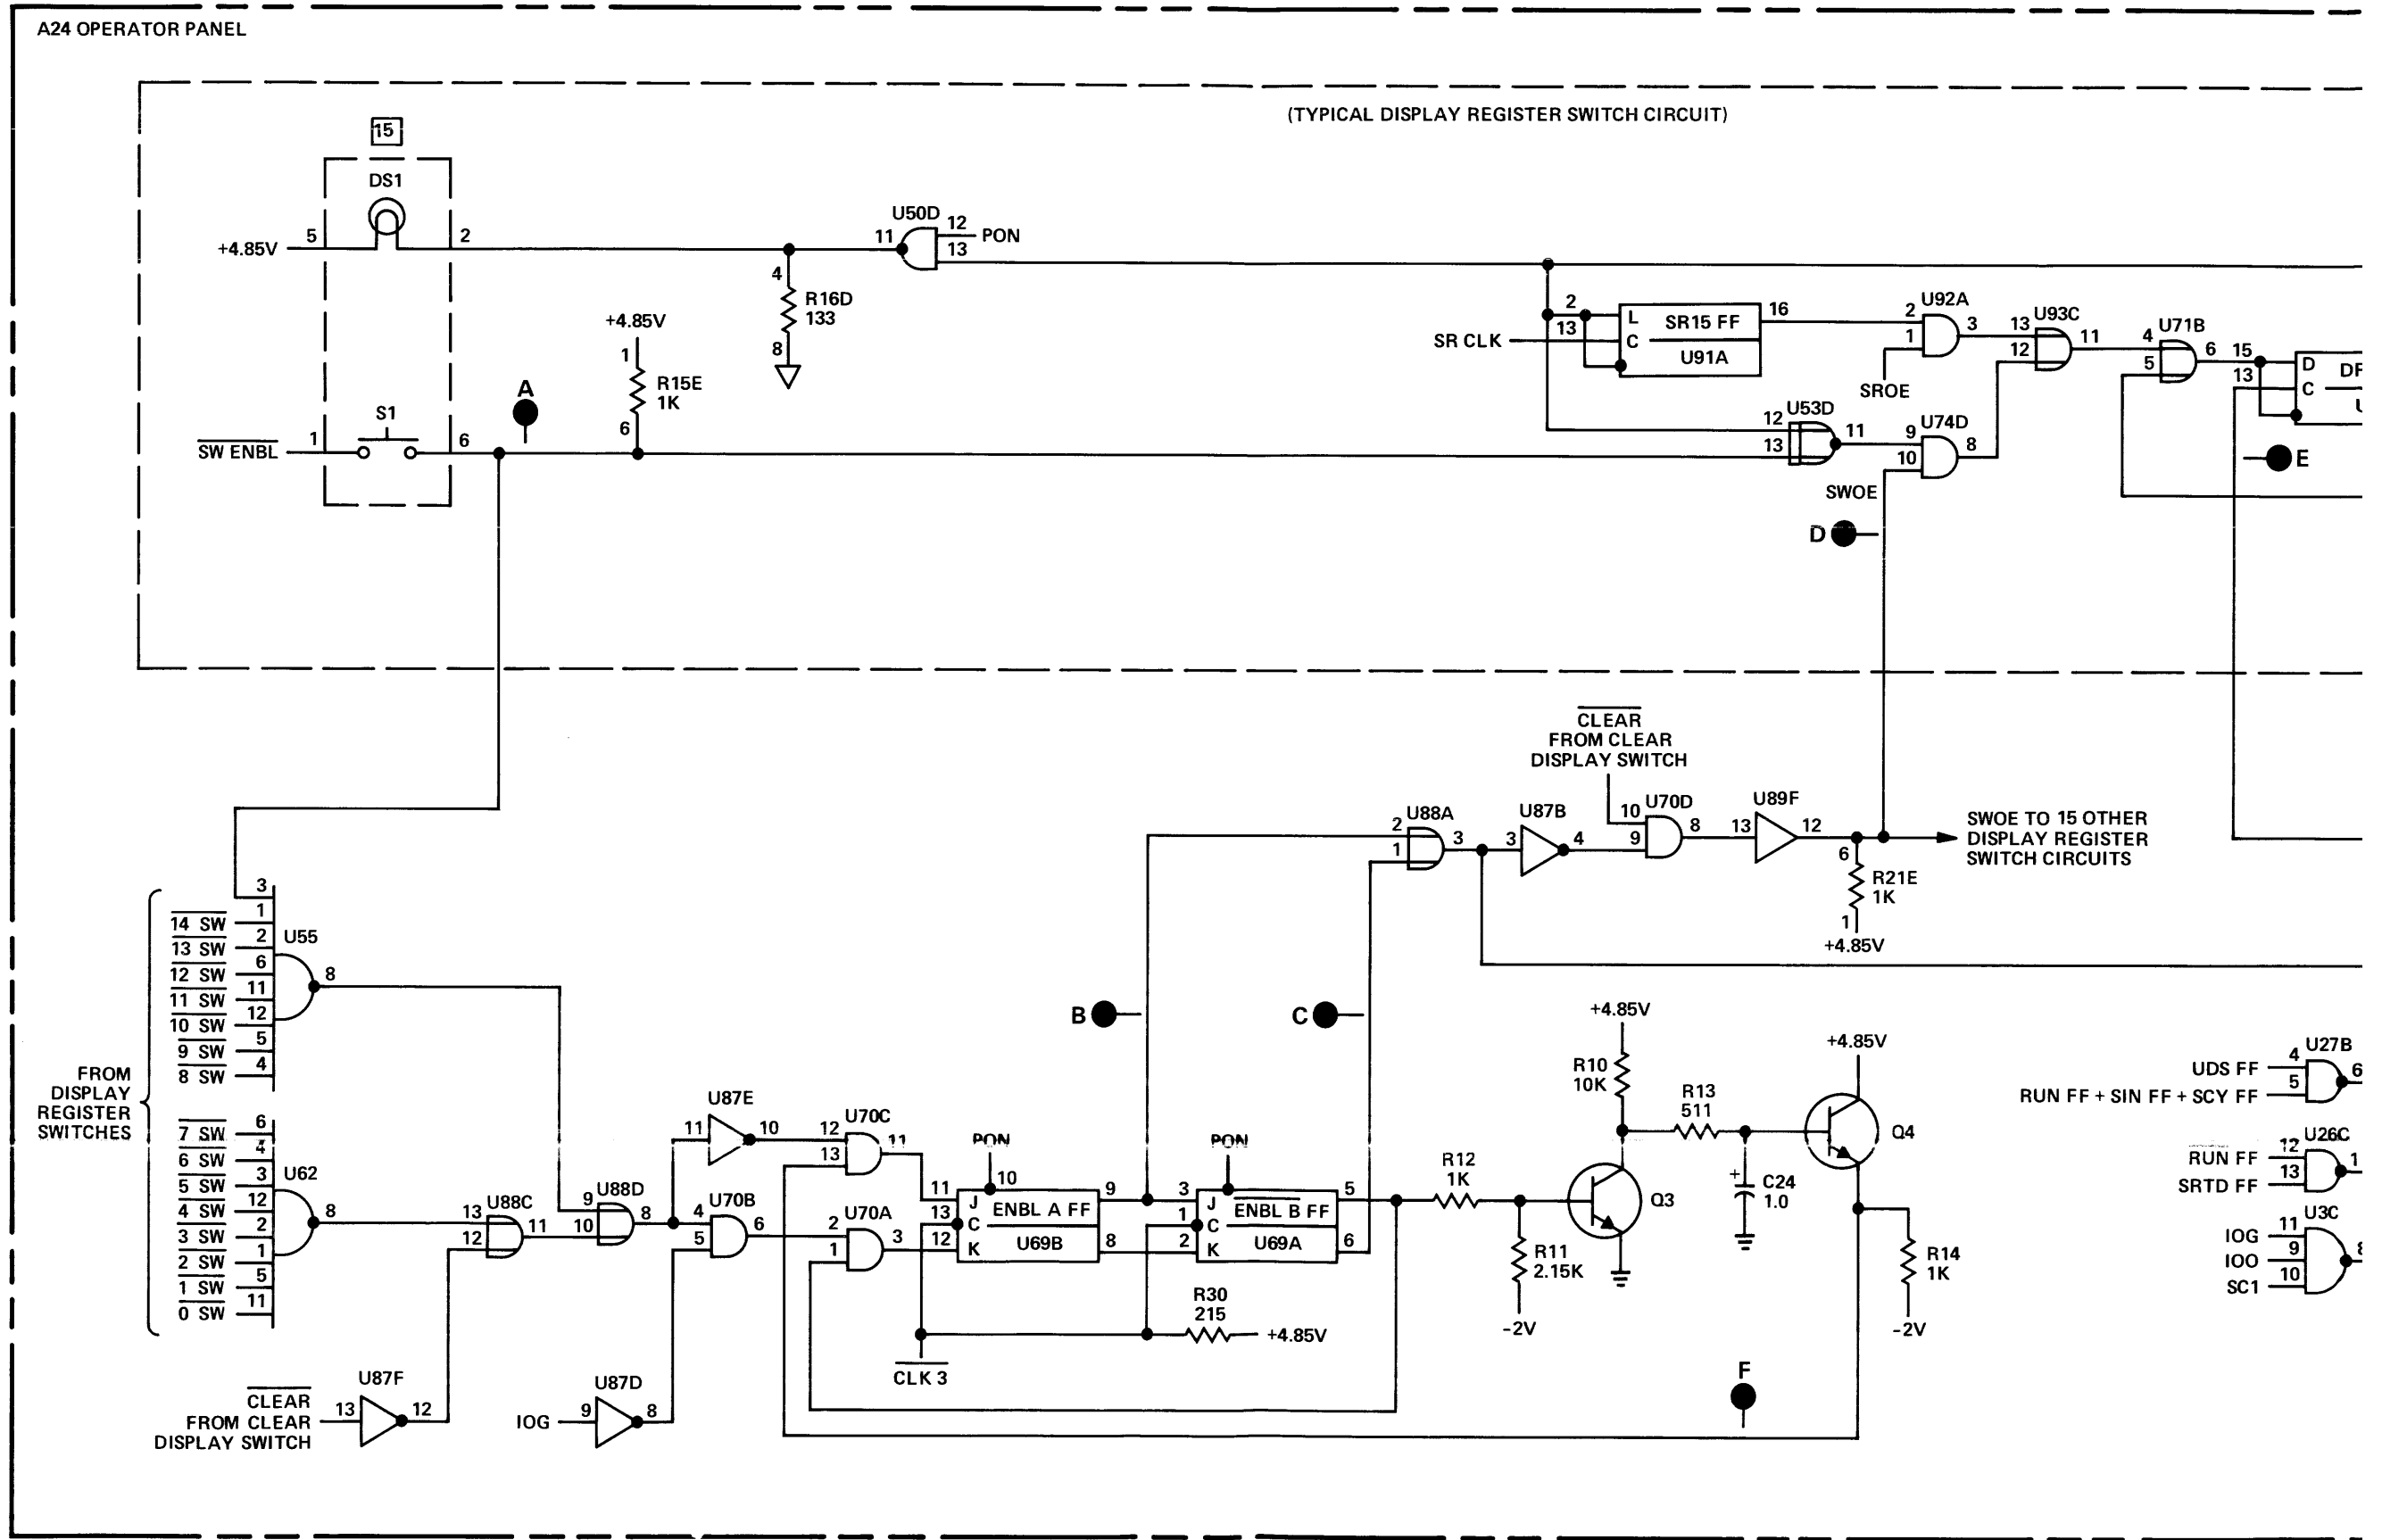 A24 OPERATOR PANEL
(TYPICAL DISPLAY REGISTER SWITCH CIRCUIT)
15
DS1
+4.85V
5
2
11
U50D
12
PON
13
4
R16D
133
8
+4.85V
1
R15E
1K
6
A
S1
SW ENBL
1
6
SR CLK
2
13
L
C
SR15 FF
U91A
16
2
1
U92A
3
SROE
13
12
U93C
11
4
5
U71B
6
15
13
D
C
DF
12
13
U53D
11
9
10
U74D
8
SWOE
D
E
CLEAR
FROM CLEAR
DISPLAY SWITCH
U88A
2
1
3
3
U87B
4
10
9
U70D
8
13
U89F
12
SWOE TO 15 OTHER
DISPLAY REGISTER
SWITCH CIRCUITS
6
R21E
1K
1
+4.85V
3
1
14 SW
2
13 SW
6
12 SW
11
11 SW
12
10 SW
5
9 SW
4
8 SW
U55
8
FROM
DISPLAY
REGISTER
SWITCHES
6
7 SW
4
6 SW
3
5 SW
12
4 SW
2
3 SW
1
2 SW
5
1 SW
11
0 SW
U62
8
13
12
U88C
11
9
10
U88D
8
11
U87E
10
4
5
U70B
6
12
13
U70C
11
2
1
U70A
3
B
C
PON
10
11
13
12
J
C
K
ENBL A FF
U69B
9
8
PON
3
1
2
J
C
K
ENBL B FF
U69A
5
6
R30
215
+4.85V
CLK 3
R12
1K
R11
2.15K
-2V
+4.85V
R10
10K
Q3
R13
511
+
C24
1.0
+4.85V
Q4
R14
1K
-2V
F
CLEAR
FROM CLEAR
DISPLAY SWITCH
13
U87F
12
IOG
9
U87D
8
UDS FF
4
U27B
6
RUN FF + SIN FF + SCY FF
5
RUN FF
12
U26C
1
SRTD FF
13
U3C
IOG
11
IOO
9
SC1
10